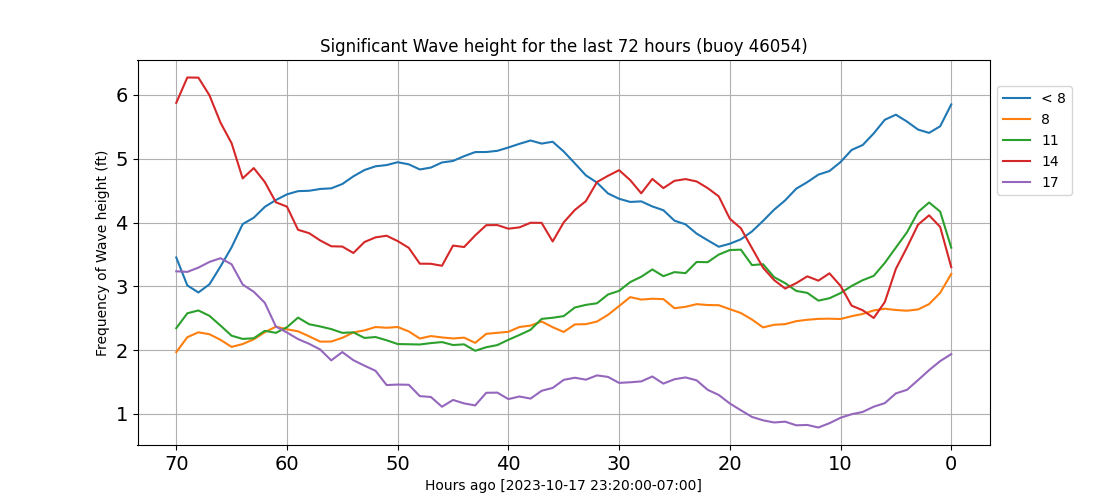 Significant Wave height for the last 72 hours (buoy 46054)
Frequency of Wave height (ft)
6
5
4
3
2
1
70 60 50 40 30 20 10 0
Hours ago [2023-10-17 23:20:00-07:00]
< 8
8
11
14
17